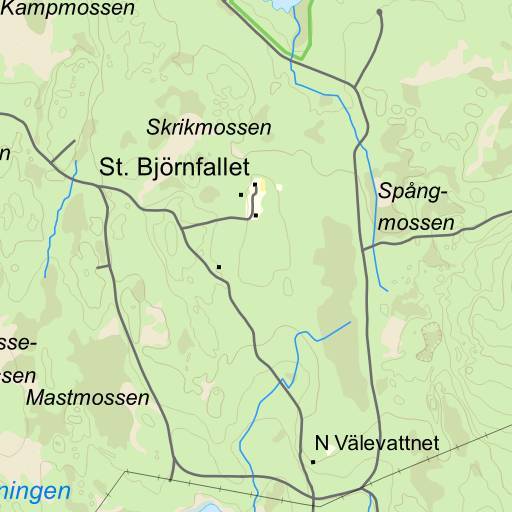 Kampmossen
Skrikmossen
St. Björnfallet
Spång-
mossen
Mastmossen
N Välevattnet